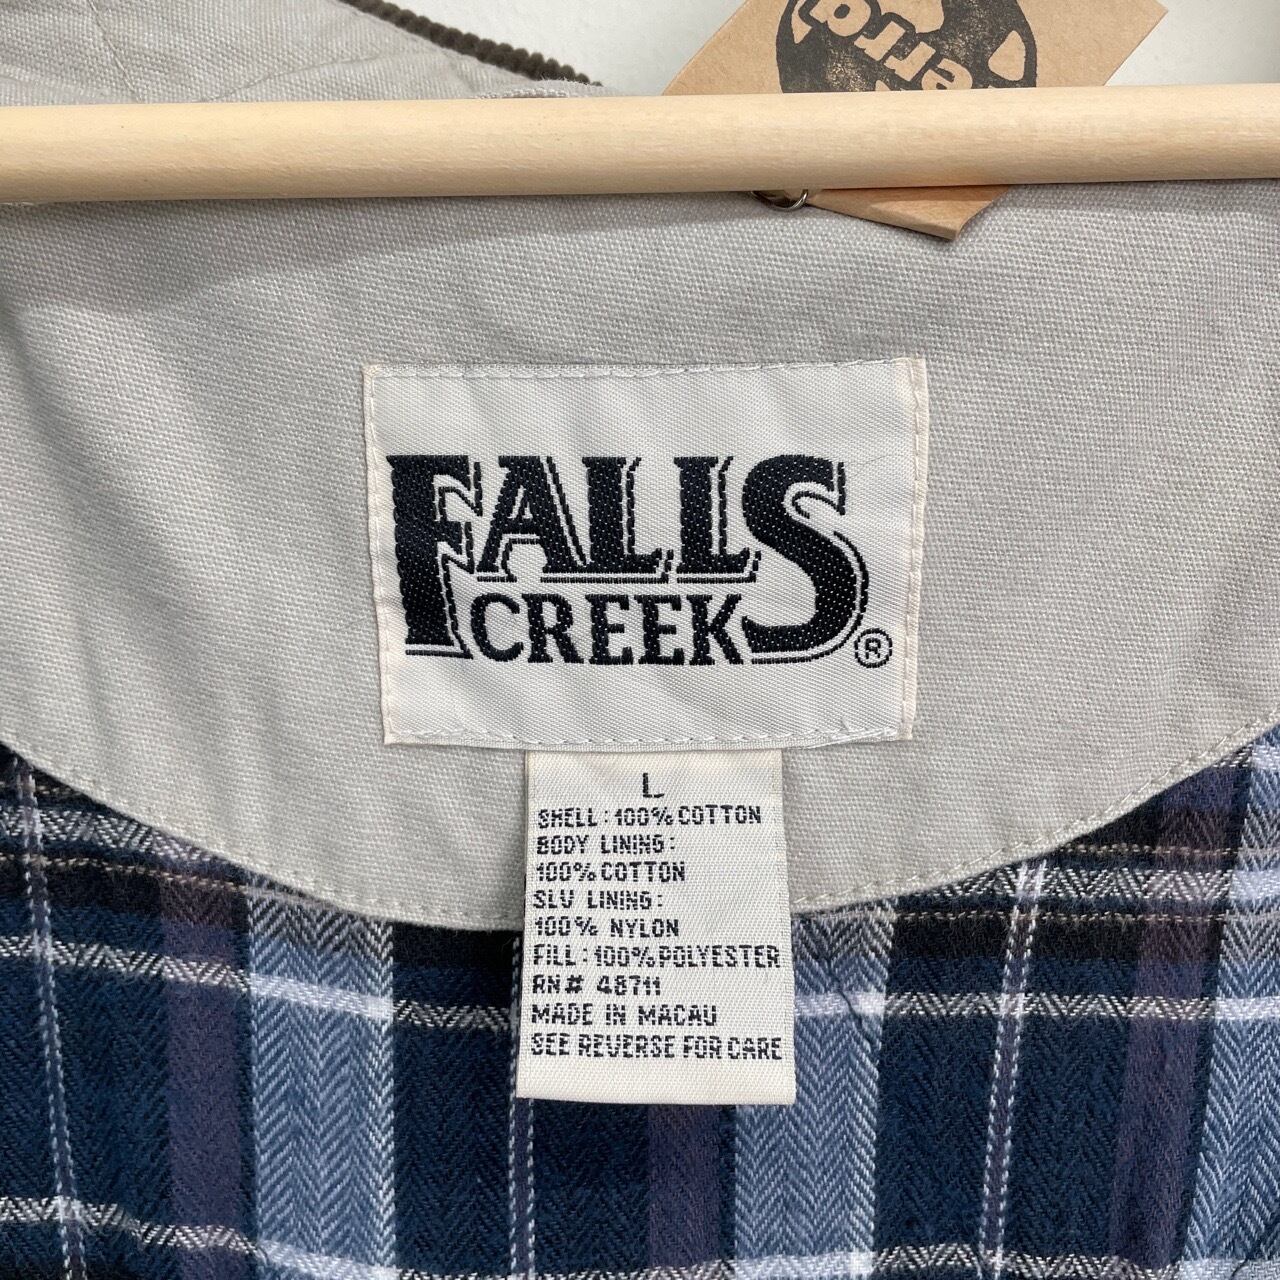 FALLS
CREEK ®
L
SHELL: 100% COTTON
BODY LINING:
100% COTTON
SLV LINING:
100% NYLON
FILL: 100% POLYESTER
RN# 48711
MADE IN MACAU
SEE REVERSE FOR CARE